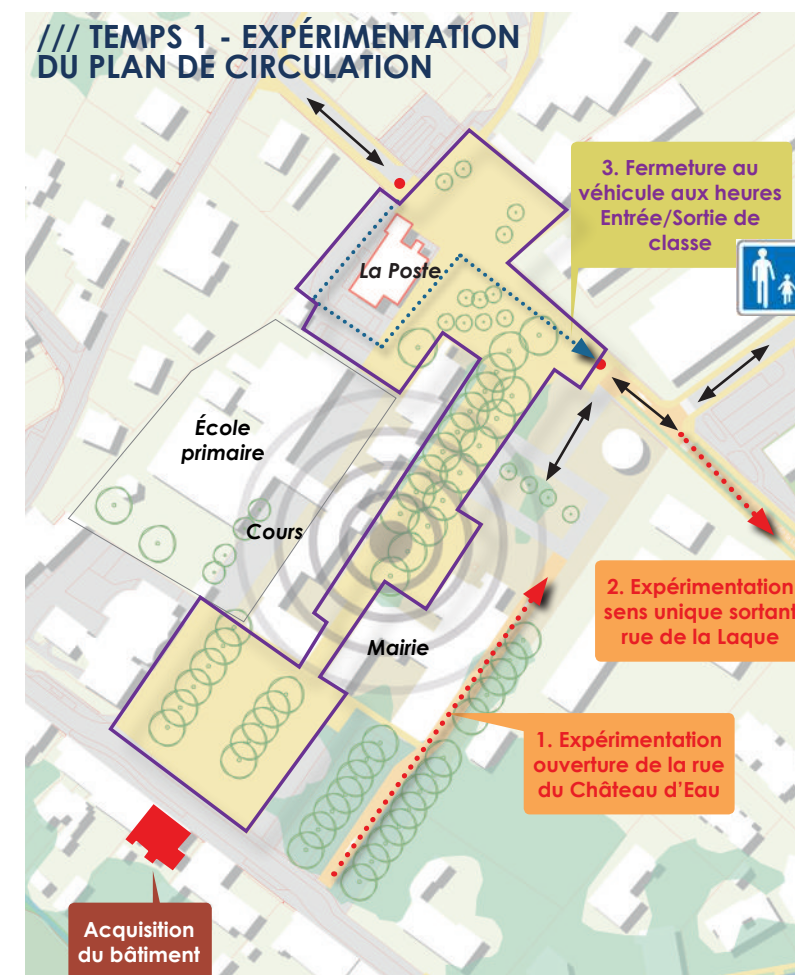 /// TEMPS 1 - EXPÉRIMENTATION
DU PLAN DE CIRCULATION
3. Fermeture au
véhicule aux heures
Entrée/Sortie de
classe
La Poste
École
primaire
Cours
Mairie
2. Expérimentation
sens unique sortant
rue de la Laque
1. Expérimentation
ouverture de la rue
du Château d'Eau
Acquisition
du bâtiment